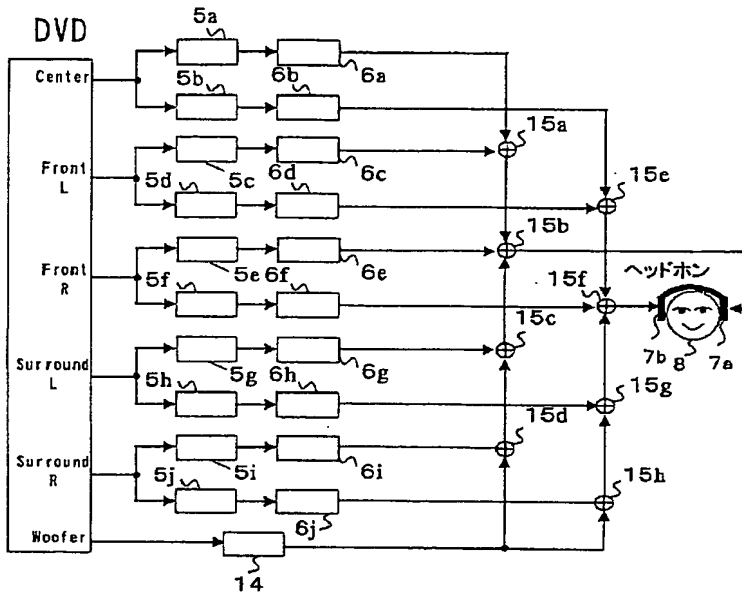 DVD
5a
Center
5b
6b
6a
15a
Front
L
5d
5c
6d
6c
15e
15b
Front
R
5f
5e
6f
6e
ヘッドホン
15f
15c
7b
8
7a
Surround
L
5h
5g
6h
6g
15g
15d
Surround
R
5j
5i
6i
15h
6j
Woofer
14